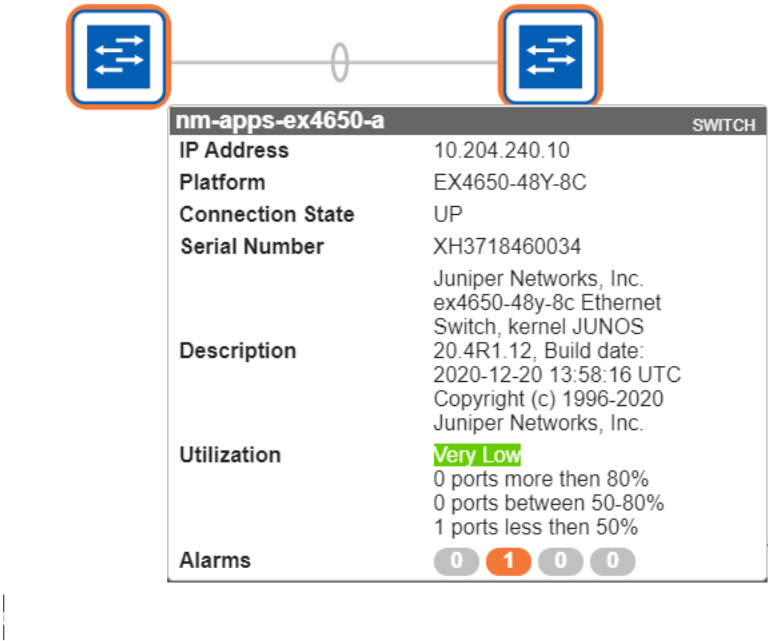 nm-apps-ex4650-a SWITCH
IP Address 10.204.240.10
Platform EX4650-48Y-8C
Connection State UP
Serial Number XH3718460034
Description Juniper Networks, Inc.
ex4650-48y-8c Ethernet
Switch, kernel JUNOS
20.4R1.12, Build date:
2020-12-20 13:58:16 UTC
Copyright (c) 1996-2020
Juniper Networks, Inc.
Utilization Very Low
0 ports more then 80%
0 ports between 50-80%
1 ports less then 50%
Alarms 0 1 0 0